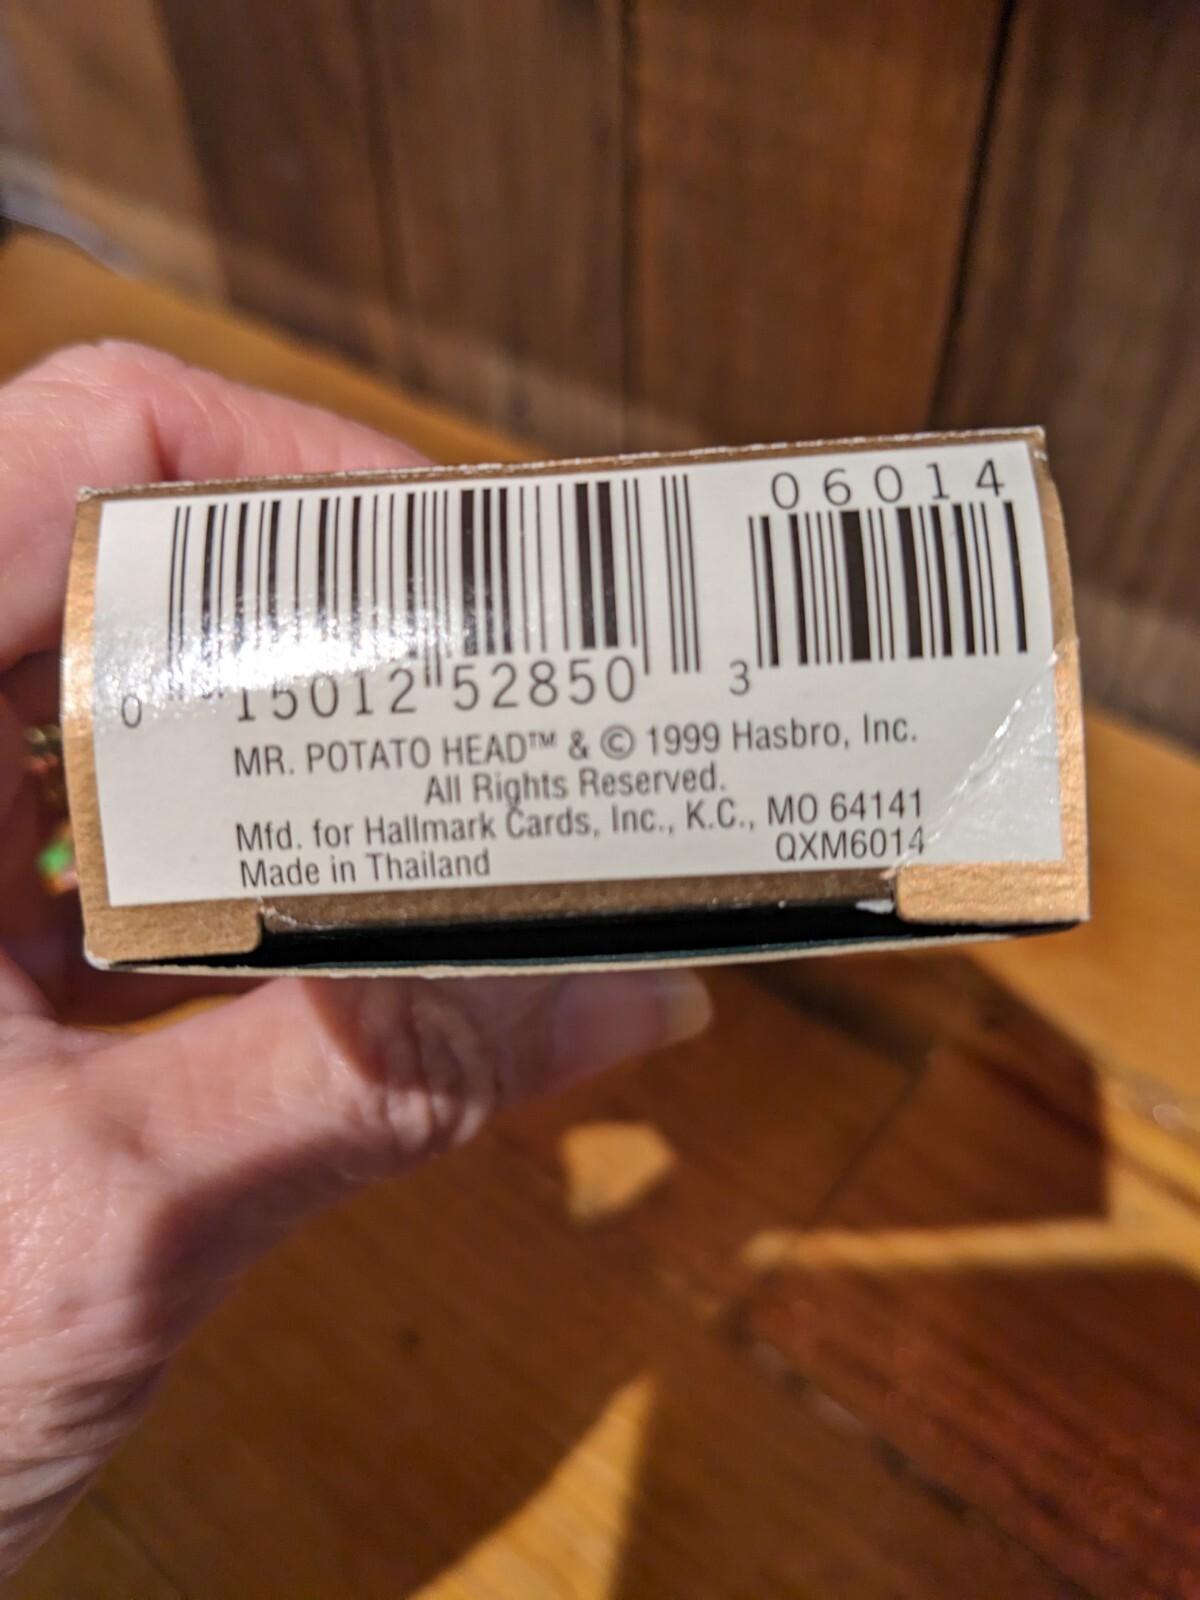 06014
0 15012 52850 3
MR. POTATO HEAD™ & © 1999 Hasbro, Inc.
All Rights Reserved.
Mfd. for Hallmark Cards, Inc., K.C., MO 64141
Made in Thailand QXM6014